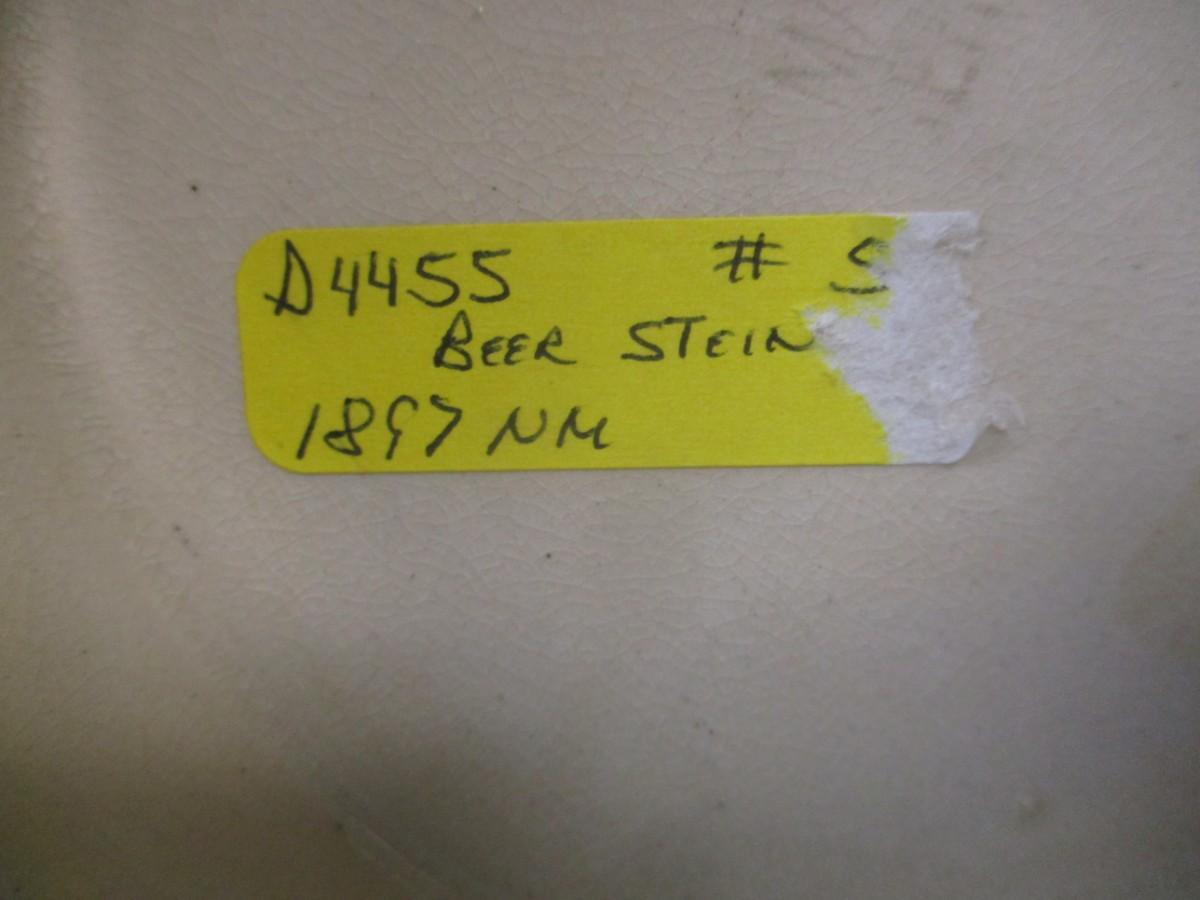 D4455 # S
BEER STEIN
1897 NM